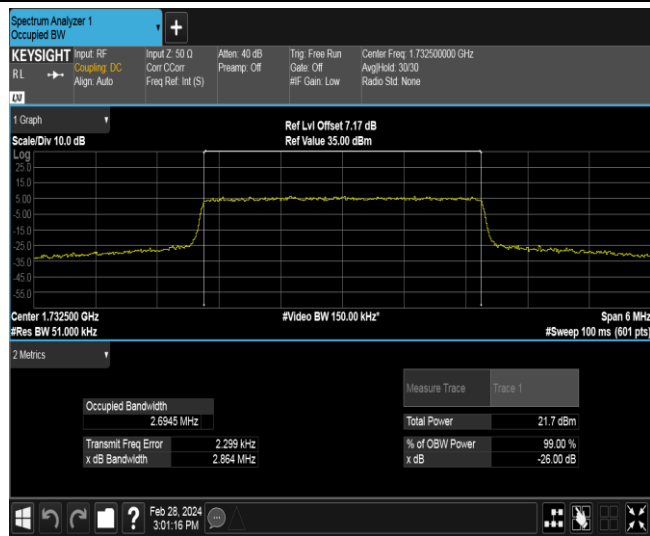 Spectrum Analyzer 1
Occupied BW
+
KEYSIGHT Input: RF Input Z: 50 Ω Atten: 40 dB Trig: Free Run Center Freq: 1.732500000 GHz
RL Coupling: DC Corr CCorr Preamp: Off Gate: Off Avg|Hold: 30/30
Align: Auto Freq Ref: Int (S) #IF Gain: Low Radio Std: None
LXI
1 Graph
Ref Lvl Offset 7.17 dB
Scale/Div 10.0 dB Ref Value 35.00 dBm
Log
25.0
15.0
5.00
-5.00
-15.0
-25.0
-35.0
-45.0
-55.0
Center 1.732500 GHz #Video BW 150.00 kHz* Span 6 MHz
#Res BW 51.000 kHz #Sweep 100 ms (601 pts)
2 Metrics
Measure Trace Trace 1
Occupied Bandwidth
2.6945 MHz
Total Power 21.7 dBm
Transmit Freq Error 2.299 kHz % of OBW Power 99.00 %
x dB Bandwidth 2.864 MHz x dB -26.00 dB
? Feb 28, 2024
3:01:16 PM